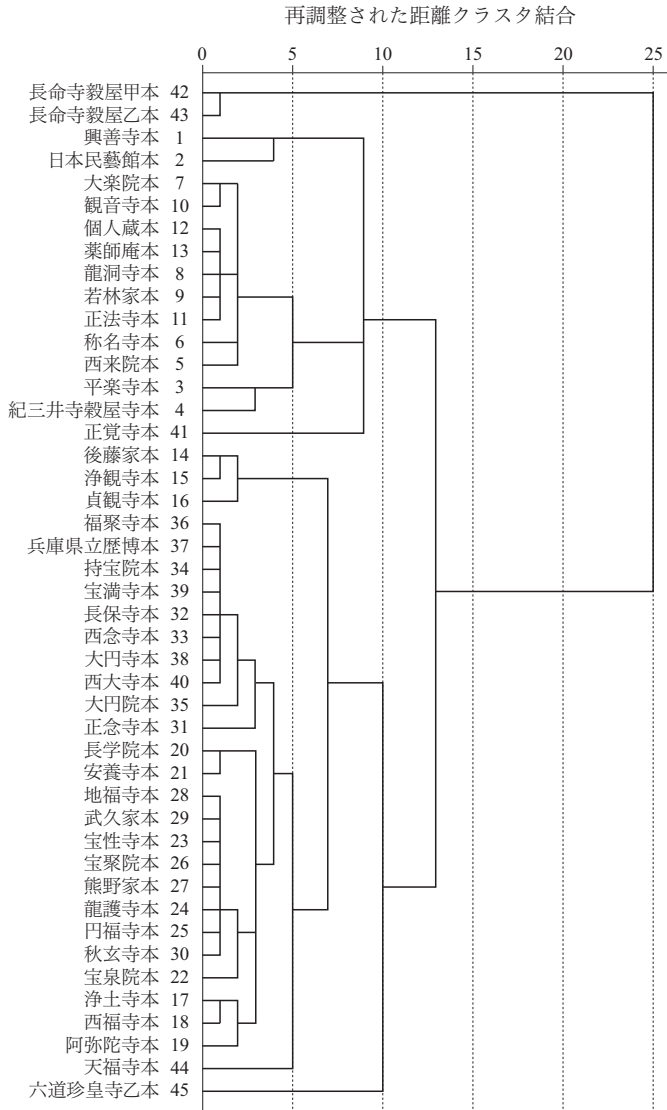 再調整された距離クラスタ結合
0 5 10 15 20 25
長命寺穀屋甲本 42
長命寺穀屋乙本 43
興善寺本 1
日本民藝館本 2
大楽院本 7
観音寺本 10
個人蔵本 12
薬師庵本 13
龍洞寺本 8
若林家本 9
正法寺本 11
称名寺本 6
西来院本 5
平楽寺本 3
紀三井寺穀屋寺本 4
正覚寺本 41
後藤家本 14
浄観寺本 15
貞観寺本 16
福聚寺本 36
兵庫県立歴博本 37
持宝院本 34
宝満寺本 39
長保寺本 32
西念寺本 33
大円寺本 38
西大寺本 40
大円院本 35
正念寺本 31
長学院本 20
安養寺本 21
地福寺本 28
武久家本 29
宝性寺本 23
宝聚院本 26
熊野家本 27
龍護寺本 24
円福寺本 25
秋玄寺本 30
宝泉院本 22
浄土寺本 17
西福寺本 18
阿弥陀寺本 19
天福寺本 44
六道珍皇寺乙本 45